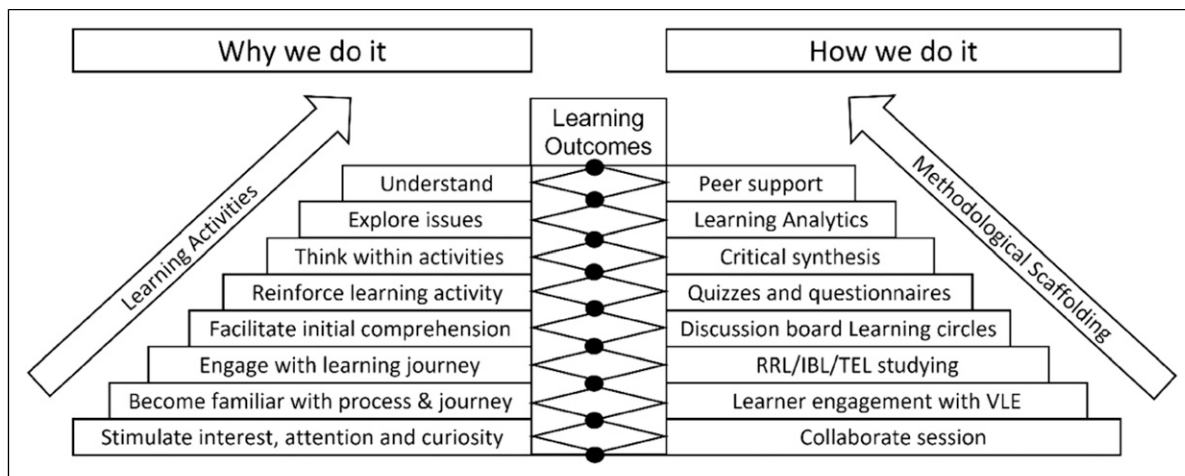 Why we do it
How we do it
Learning
Outcomes
Learning Activities
Methodological Scaffolding
Understand
Peer support
Explore issues
Learning Analytics
Think within activities
Critical synthesis
Reinforce learning activity
Quizzes and questionnaires
Facilitate initial comprehension
Discussion board Learning circles
Engage with learning journey
RRL/IBL/TEL studying
Become familiar with process & journey
Learner engagement with VLE
Stimulate interest, attention and curiosity
Collaborate session